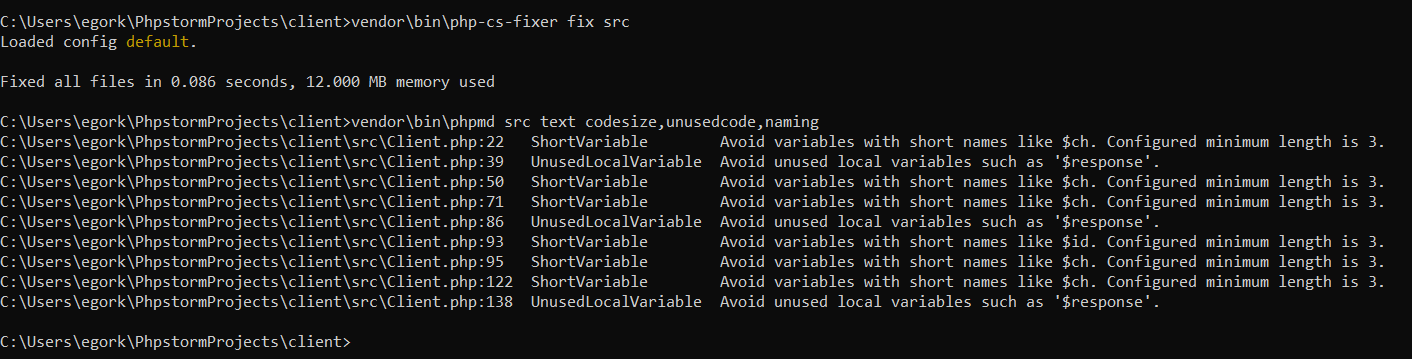 C:\Users\egork\PhpstormProjects\client>vendor\bin\php-cs-fixer fix src
Loaded config default.
Fixed all files in 0.086 seconds, 12.000 MB memory used
C:\Users\egork\PhpstormProjects\client>vendor\bin\phpmd src text codesize,unusedcode,naming
C:\Users\egork\PhpstormProjects\client\src\Client.php:22   ShortVariable        Avoid variables with short names like $ch. Configured minimum length is 3.
C:\Users\egork\PhpstormProjects\client\src\Client.php:39   UnusedLocalVariable  Avoid unused local variables such as '$response'.
C:\Users\egork\PhpstormProjects\client\src\Client.php:50   ShortVariable        Avoid variables with short names like $ch. Configured minimum length is 3.
C:\Users\egork\PhpstormProjects\client\src\Client.php:71   ShortVariable        Avoid variables with short names like $ch. Configured minimum length is 3.
C:\Users\egork\PhpstormProjects\client\src\Client.php:86   UnusedLocalVariable  Avoid unused local variables such as '$response'.
C:\Users\egork\PhpstormProjects\client\src\Client.php:93   ShortVariable        Avoid variables with short names like $id. Configured minimum length is 3.
C:\Users\egork\PhpstormProjects\client\src\Client.php:95   ShortVariable        Avoid variables with short names like $ch. Configured minimum length is 3.
C:\Users\egork\PhpstormProjects\client\src\Client.php:122  ShortVariable        Avoid variables with short names like $ch. Configured minimum length is 3.
C:\Users\egork\PhpstormProjects\client\src\Client.php:138  UnusedLocalVariable  Avoid unused local variables such as '$response'.
C:\Users\egork\PhpstormProjects\client>